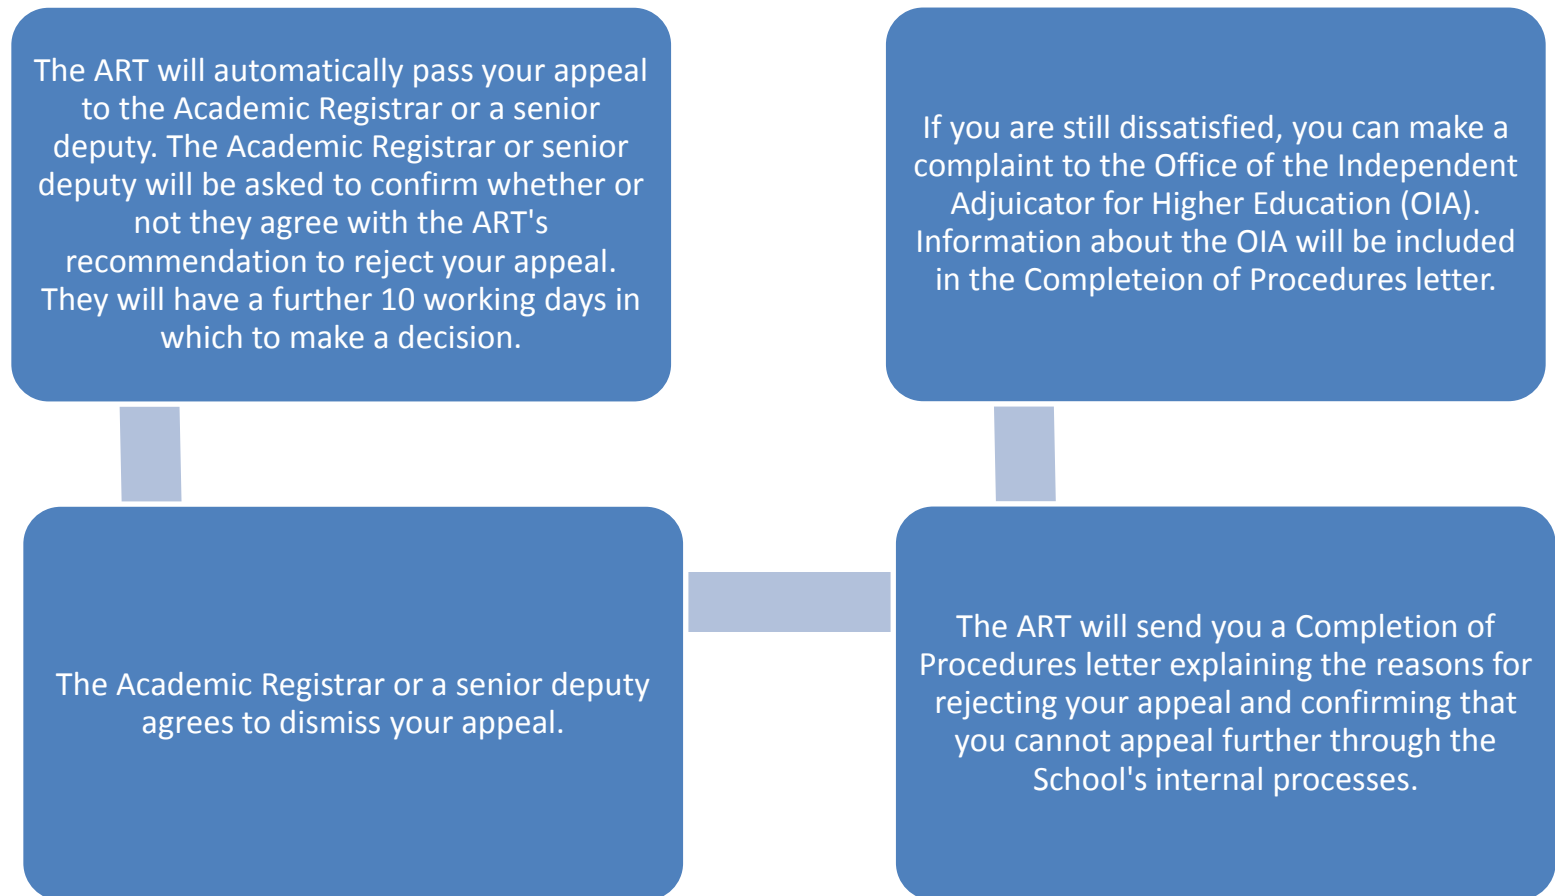 The ART will automatically pass your appeal
to the Academic Registrar or a senior
deputy. The Academic Registrar or senior
deputy will be asked to confirm whether or
not they agree with the ART's
recommendation to reject your appeal.
They will have a further 10 working days in
which to make a decision.
The Academic Registrar or a senior deputy
agrees to dismiss your appeal.
The ART will send you a Completion of
Procedures letter explaining the reasons for
rejecting your appeal and confirming that
you cannot appeal further through the
School's internal processes.
If you are still dissatisfied, you can make a
complaint to the Office of the Independent
Adjuicator for Higher Education (OIA).
Information about the OIA will be included
in the Completeion of Procedures letter.